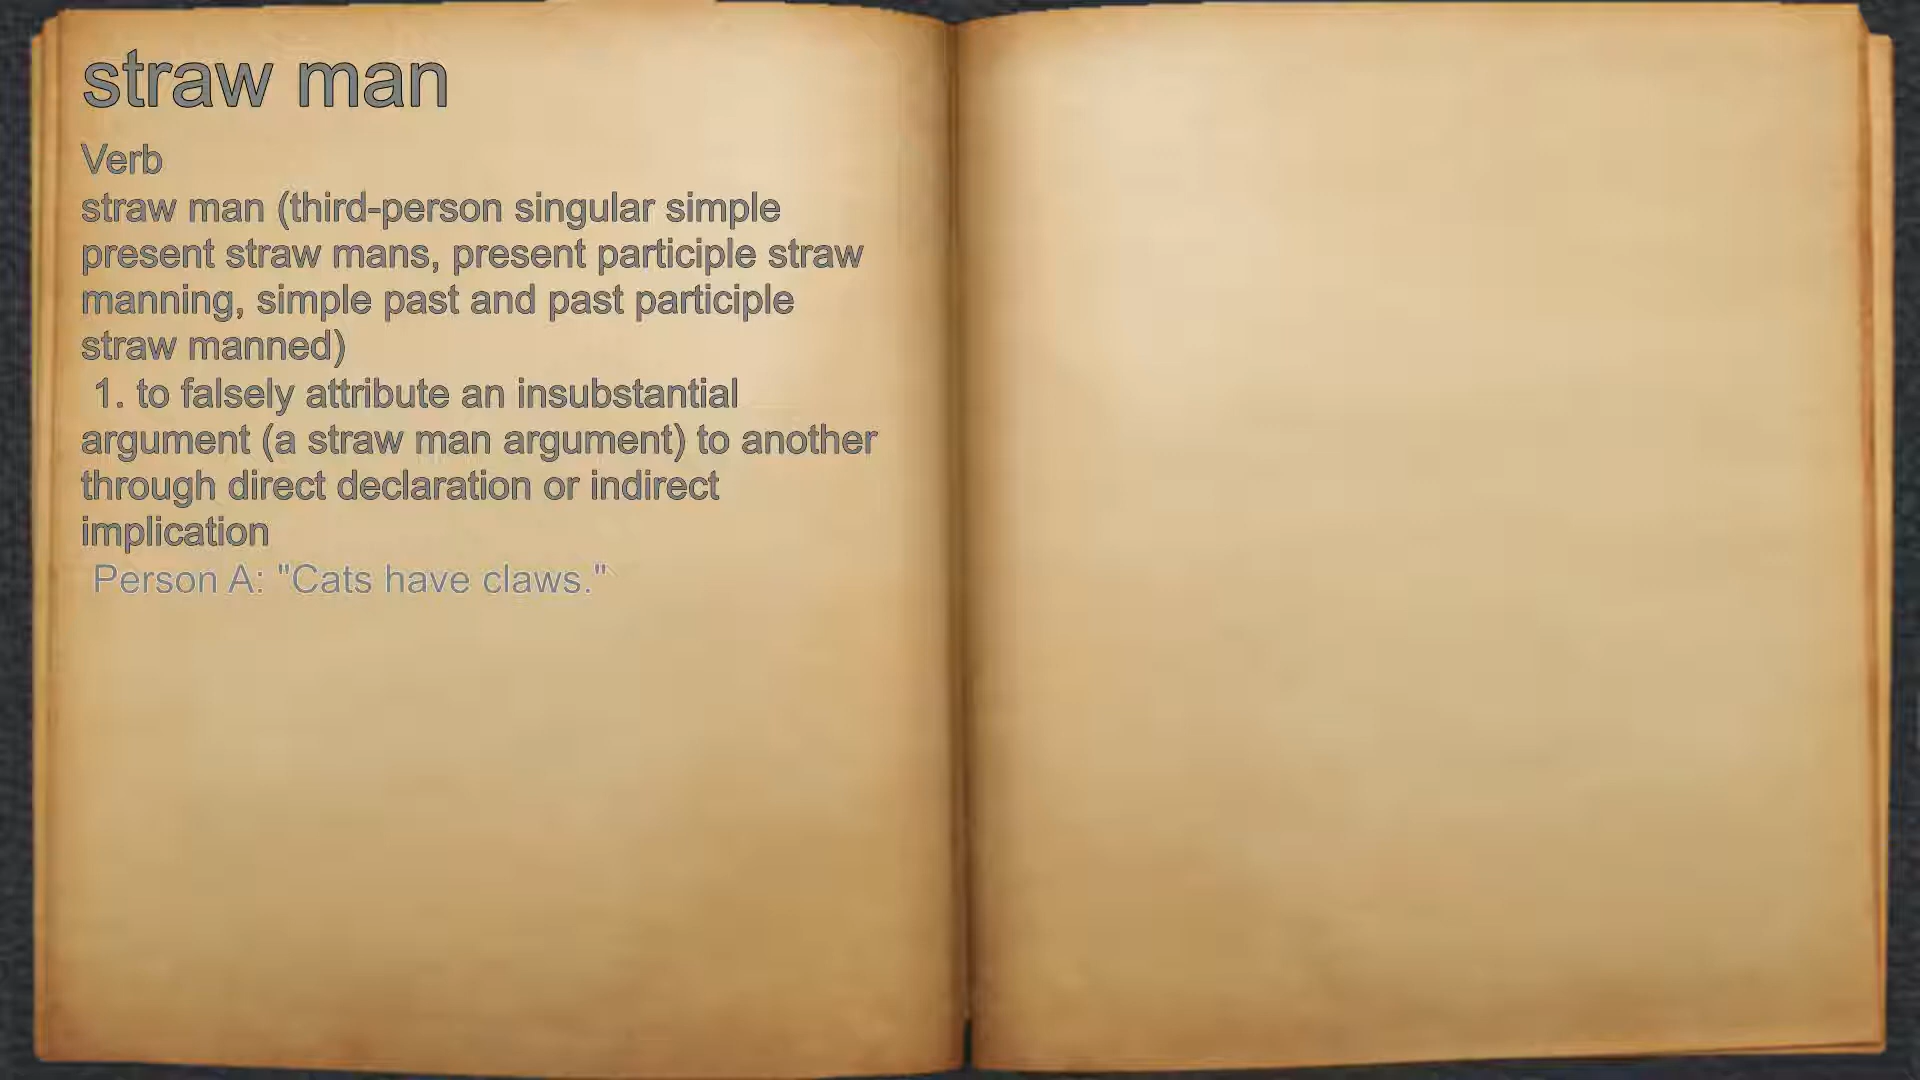 straw man
Verb
straw man (third-person singular simple
present straw mans, present participle straw
manning, simple past and past participle
straw manned)
1. to falsely attribute an insubstantial
argument (a straw man argument) to another
through direct declaration or indirect
implication
Person A: "Cats have claws."